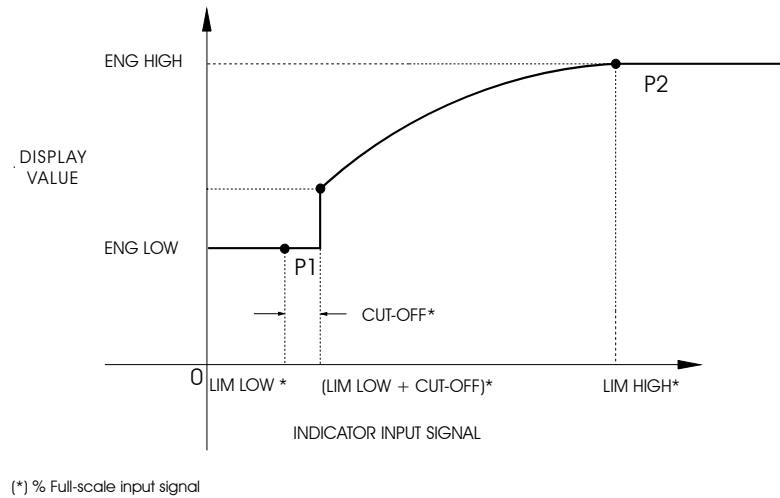 ENG HIGH
P2
DISPLAY
VALUE
ENG LOW
P1
CUT-OFF*
0
LIM LOW * (LIM LOW + CUT-OFF)* LIM HIGH*
INDICATOR INPUT SIGNAL
(*) % Full-scale input signal